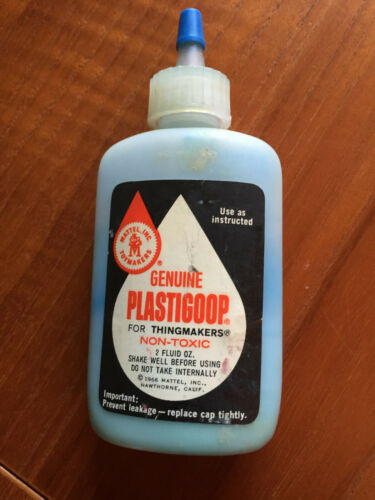 Use as
instructed
MATTEL, INC.
TOYMAKERS
®
GENUINE
PLASTIGOOP®
FOR THINGMAKERS®
NON-TOXIC
2 FLUID OZ.
SHAKE WELL BEFORE USING
DO NOT TAKE INTERNALLY
©1966 MATTEL, INC.,
HAWTHORNE, CALIF.
Important:
Prevent leakage — replace cap tightly.